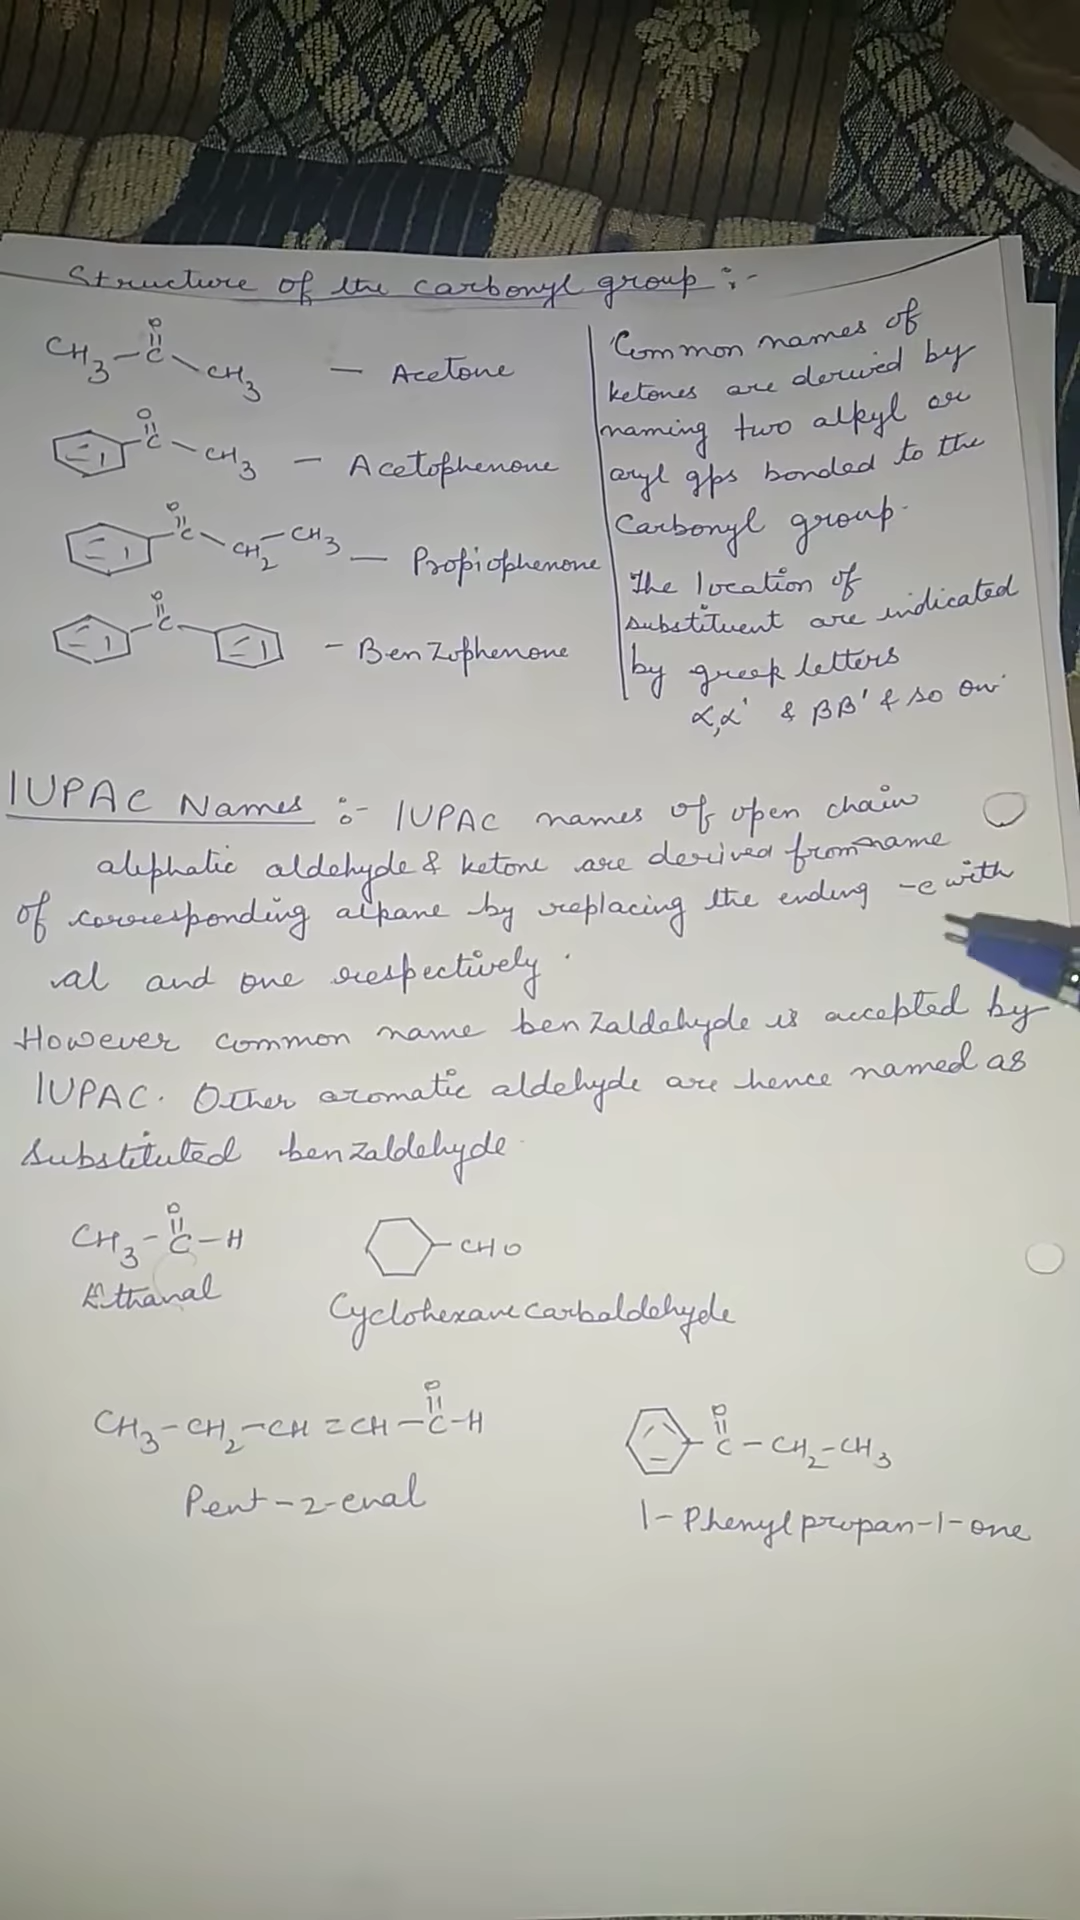 Structure of the carbonyl group :-
O
CH3-C-CH3 - Acetone
O
C-CH3 - Acetophenone
O
C-CH2-CH3 - Propiophenone
O
C - Benzophenone
Common names of
ketones are derived by
naming two alkyl or
aryl gps bonded to the
Carbonyl group.
The location of
substituent are indicated
by greek letters
α,α' & ββ' & so on.
IUPAC Names :- IUPAC names of open chain
aliphatic aldehyde & ketone are derived from name
of corresponding alkane by replacing the ending -e with
al and one respectively.
However common name benzaldehyde is accepted by
IUPAC. Other aromatic aldehyde are hence named as
Substituted benzaldehyde.
O
CH3-C-H
Ethanal
-CHO
Cyclohexane carbaldehyde
O
CH3-CH2-CH=CH-C-H
Pent-2-enal
O
C-CH2-CH3
1-Phenylpropan-1-one